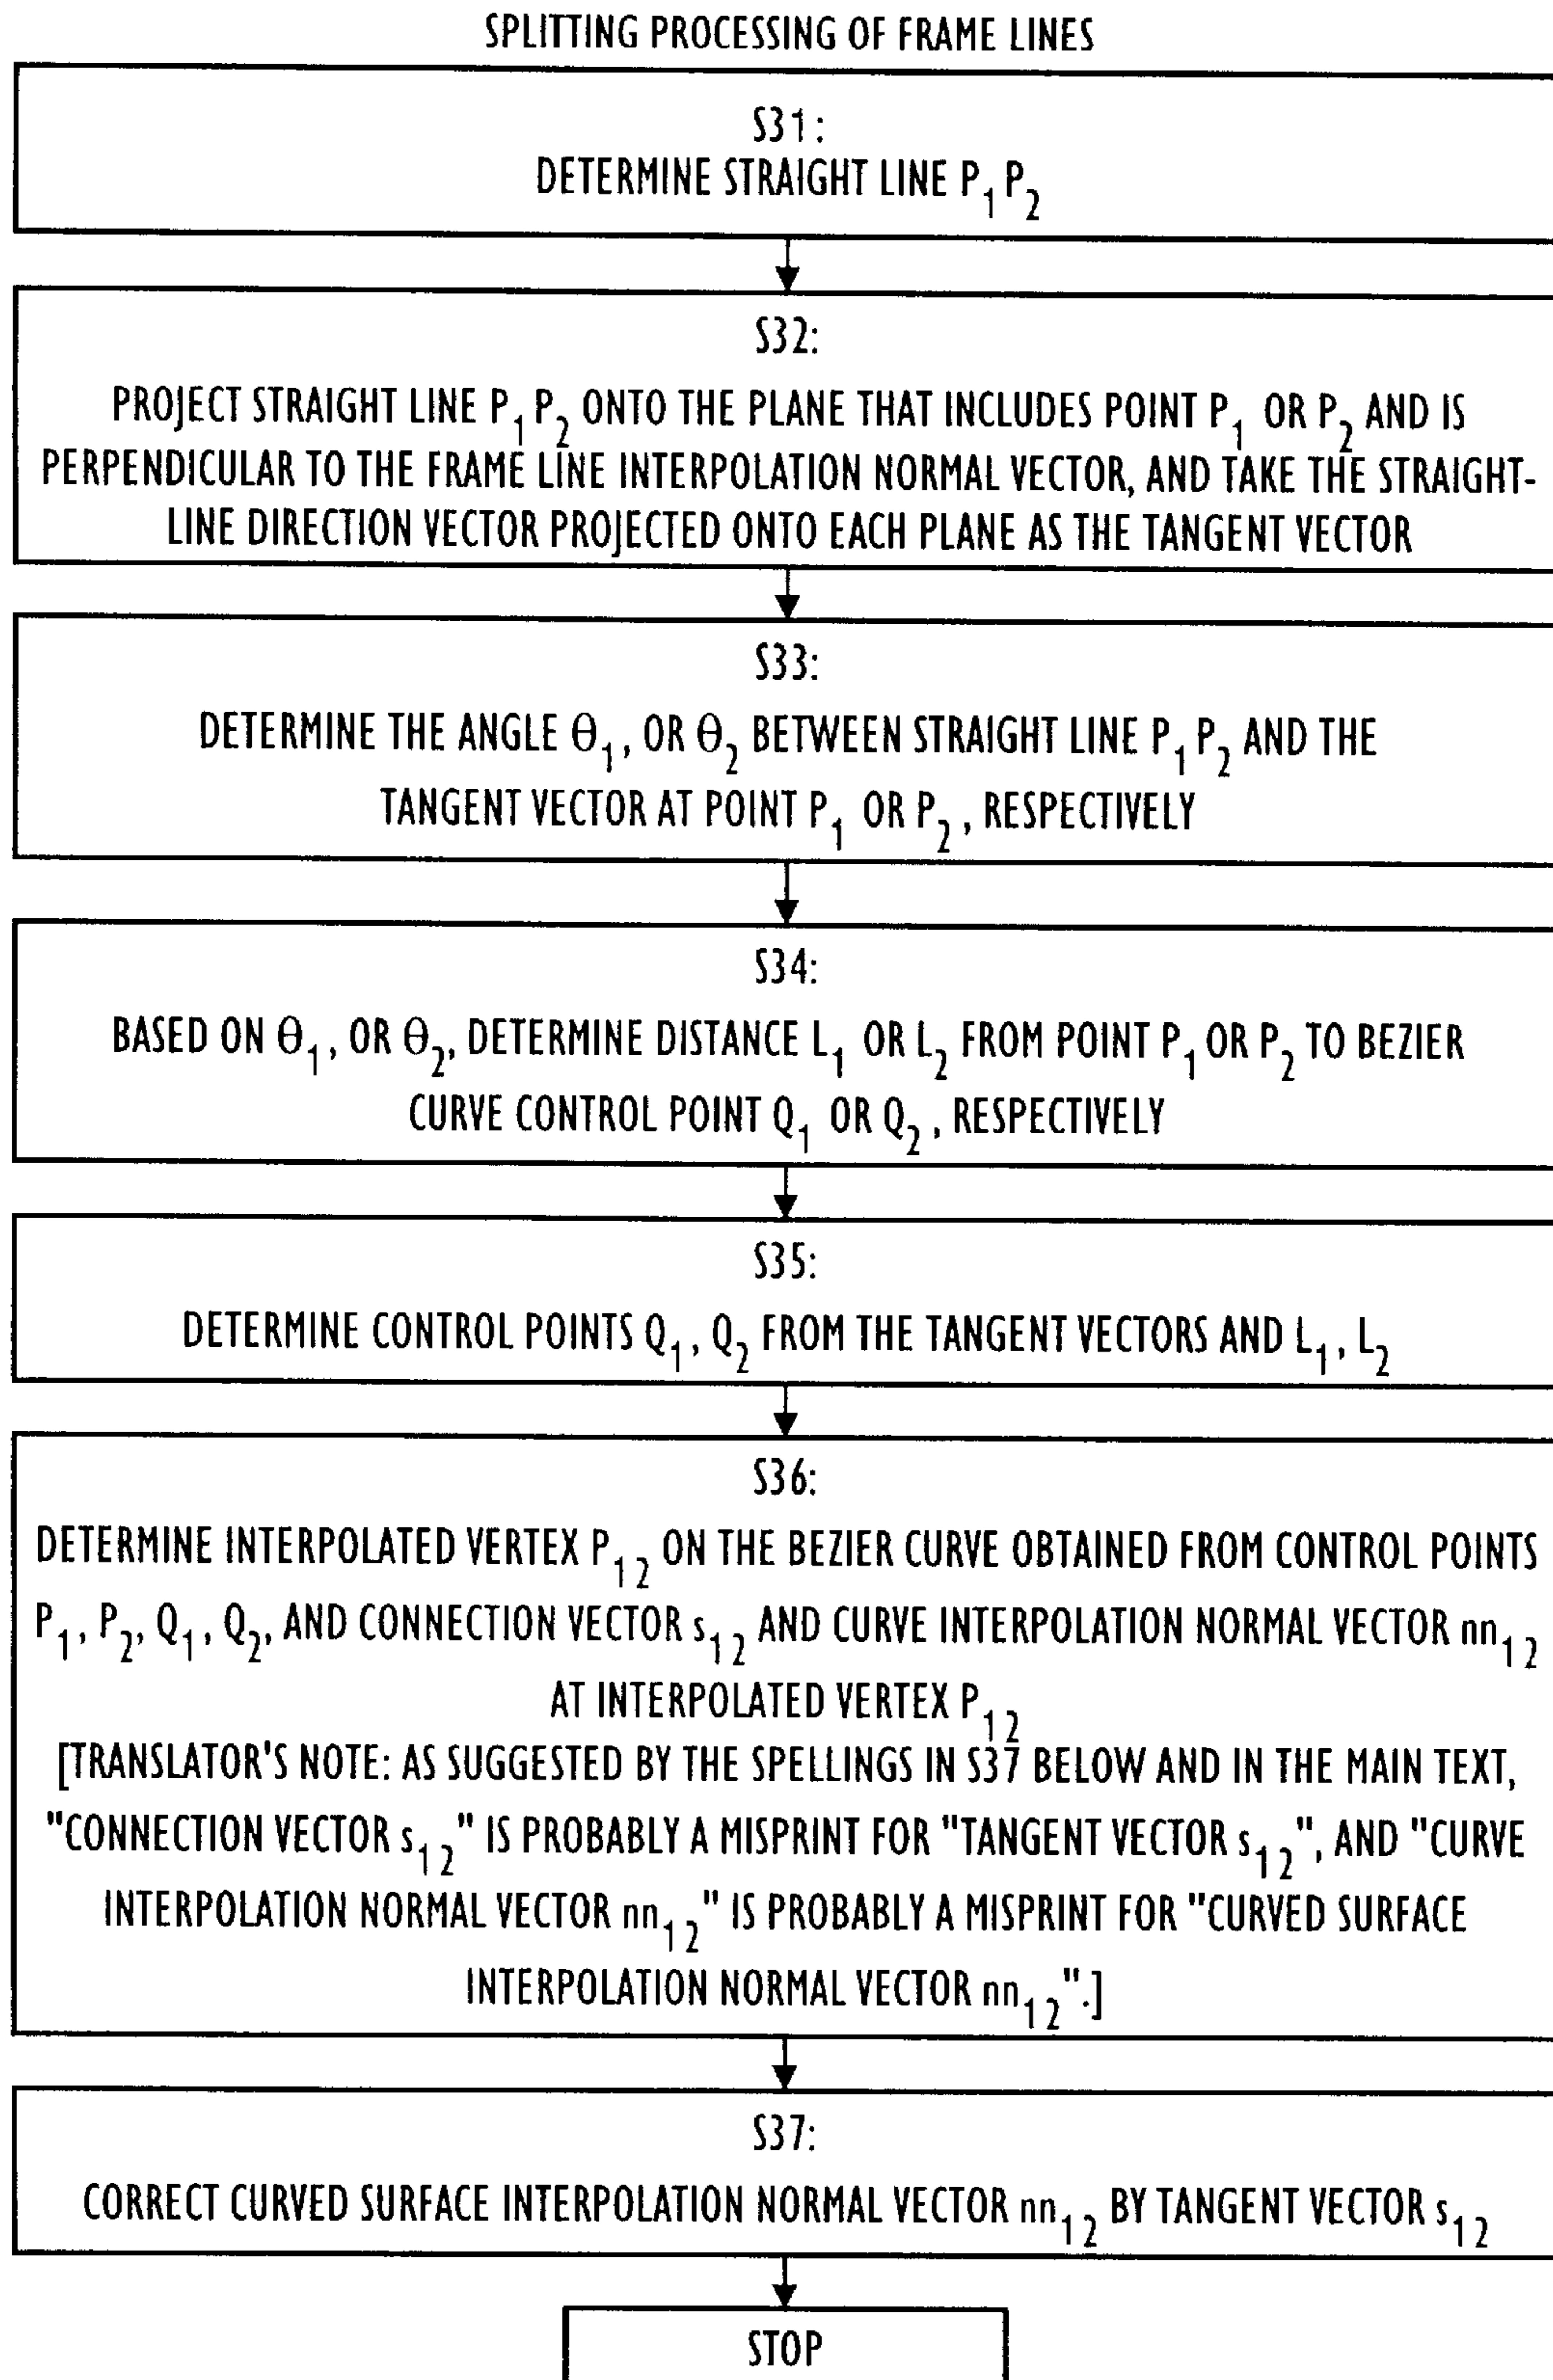 SPLITTING PROCESSING OF FRAME LINES
S31:
DETERMINE STRAIGHT LINE P₁ P₂
S32:
PROJECT STRAIGHT LINE P₁ P₂ ONTO THE PLANE THAT INCLUDES POINT P₁ OR P₂ AND IS
PERPENDICULAR TO THE FRAME LINE INTERPOLATION NORMAL VECTOR, AND TAKE THE STRAIGHT-
LINE DIRECTION VECTOR PROJECTED ONTO EACH PLANE AS THE TANGENT VECTOR
S33:
DETERMINE THE ANGLE Θ₁, OR Θ₂ BETWEEN STRAIGHT LINE P₁ P₂ AND THE
TANGENT VECTOR AT POINT P₁ OR P₂, RESPECTIVELY
S34:
BASED ON Θ₁, OR Θ₂, DETERMINE DISTANCE L₁ OR L₂ FROM POINT P₁ OR P₂ TO BEZIER
CURVE CONTROL POINT Q₁ OR Q₂, RESPECTIVELY
S35:
DETERMINE CONTROL POINTS Q₁, Q₂ FROM THE TANGENT VECTORS AND L₁, L₂
S36:
DETERMINE INTERPOLATED VERTEX P₁₂ ON THE BEZIER CURVE OBTAINED FROM CONTROL POINTS
P₁, P₂, Q₁, Q₂, AND CONNECTION VECTOR s₁₂ AND CURVE INTERPOLATION NORMAL VECTOR nn₁₂
AT INTERPOLATED VERTEX P₁₂
[TRANSLATOR'S NOTE: AS SUGGESTED BY THE SPELLINGS IN S37 BELOW AND IN THE MAIN TEXT,
"CONNECTION VECTOR s₁₂" IS PROBABLY A MISPRINT FOR "TANGENT VECTOR s₁₂", AND "CURVE
INTERPOLATION NORMAL VECTOR nn₁₂" IS PROBABLY A MISPRINT FOR "CURVED SURFACE
INTERPOLATION NORMAL VECTOR nn₁₂".]
S37:
CORRECT CURVED SURFACE INTERPOLATION NORMAL VECTOR nn₁₂ BY TANGENT VECTOR s₁₂
STOP